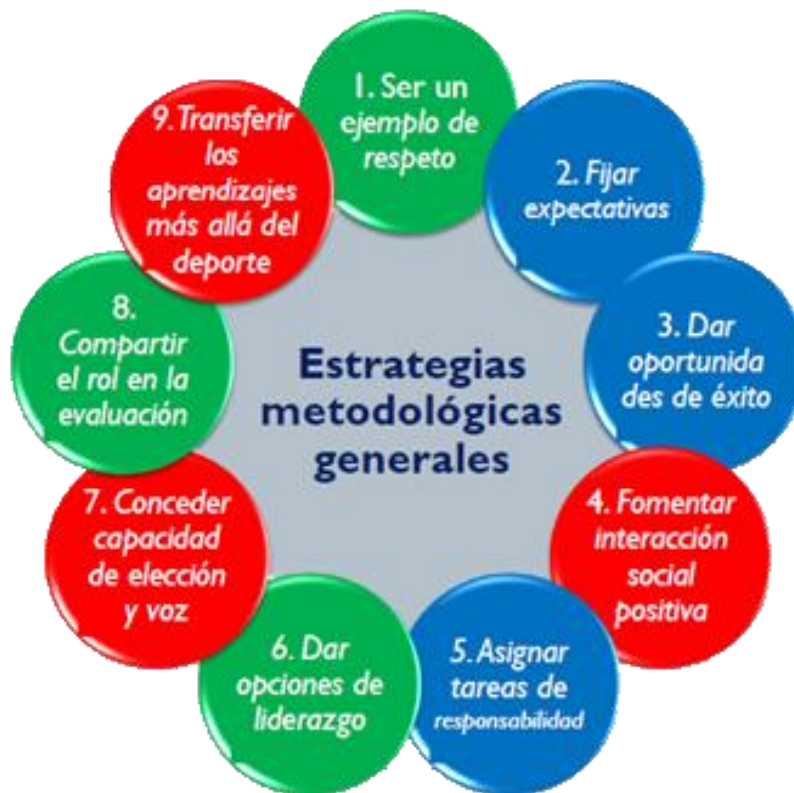 1. Ser un
ejemplo de
respeto
2. Fijar
expectativas
3. Dar
oportunida
des de éxito
4. Fomentar
interacción
social
positiva
5. Asignar
tareas de
responsabilidad
6. Dar
opciones de
liderazgo
7. Conceder
capacidad
de elección
y voz
8.
Compartir
el rol en la
evaluación
9. Transferir
los
aprendizajes
más allá del
deporte
Estrategias
metodológicas
generales